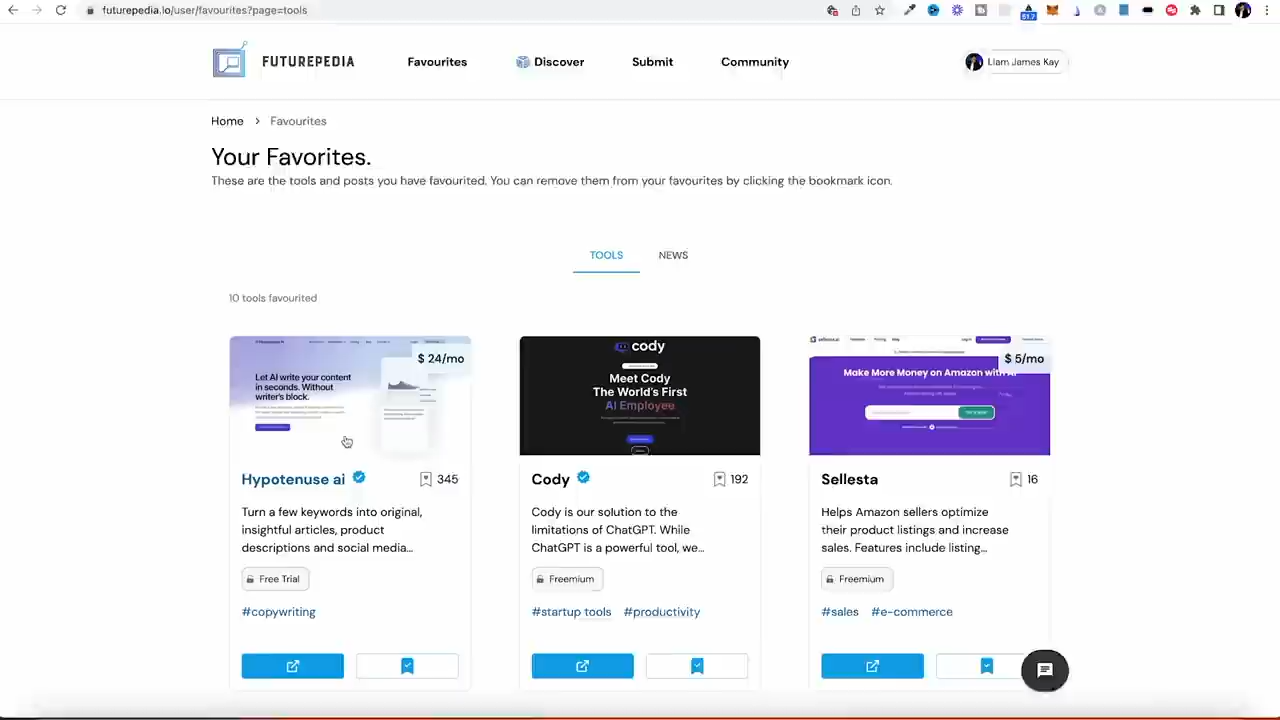 futurepedia.io/user/favourites?page=tools
51.7
FUTUREPEDIA
Favourites
Discover
Submit
Community
Liam James Kay
Home > Favourites
Your Favorites.
These are the tools and posts you have favourited. You can remove them from your favourites by clicking the bookmark icon.
TOOLS
NEWS
10 tools favourited
Let AI write your content
in seconds. Without
writer's block.
$ 24/mo
Hypotenuse ai
345
Turn a few keywords into original,
insightful articles, product
descriptions and social media...
Free Trial
#copywriting
cody
Meet Cody
The World's First
AI Employee
Cody
192
Cody is our solution to the
limitations of ChatGPT. While
ChatGPT is a powerful tool, we...
Freemium
#startup tools #productivity
$ 5/mo
Make More Money on Amazon with AI
Sellesta
16
Helps Amazon sellers optimize
their product listings and increase
sales. Features include listing...
Freemium
#sales #e-commerce